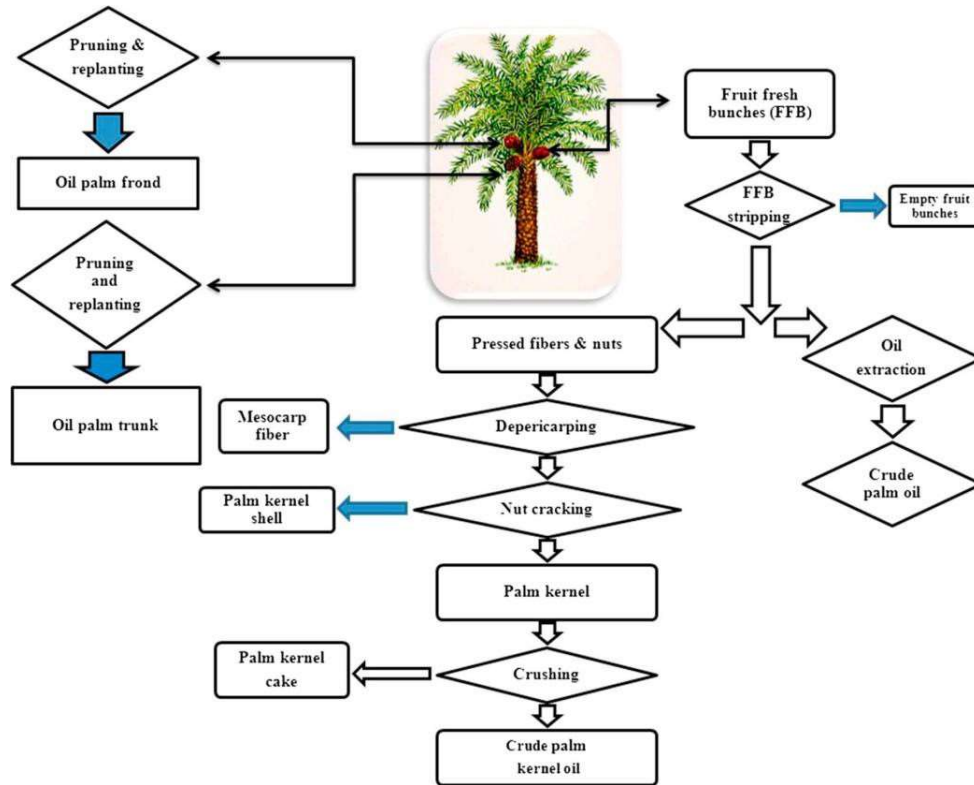 Pruning &
replanting
Oil palm frond
Pruning
and
replanting
Oil palm trunk
Fruit fresh
bunches (FFB)
FFB
stripping
Empty fruit
bunches
Pressed fibers & nuts
Oil
extraction
Mesocarp
fiber
Depericarping
Crude
palm oil
Palm kernel
shell
Nut cracking
Palm kernel
Palm kernel
cake
Crushing
Crude palm
kernel oil